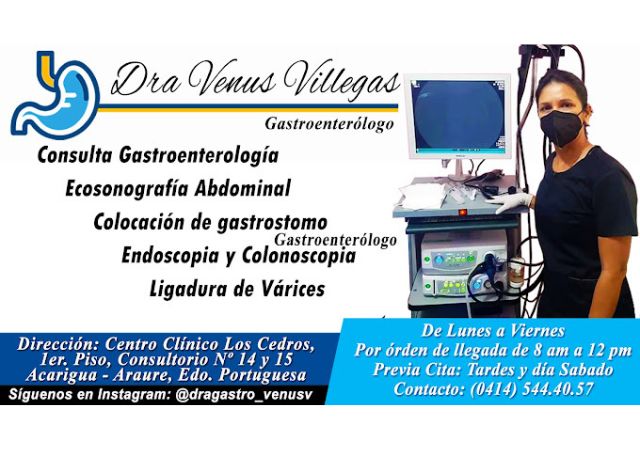 Dra Venus Villegas
Gastroenterólogo
Consulta Gastroenterología
Ecosonografía Abdominal
Colocación de gastrostomo
Gastroenterólogo
Endoscopia y Colonoscopia
Ligadura de Várices
Dirección: Centro Clínico Los Cedros,
1er. Piso, Consultorio Nº 14 y 15
Acarigua - Araure, Edo. Portuguesa
Síguenos en Instagram: @dragastro_venusv
De Lunes a Viernes
Por órden de llegada de 8 am a 12 pm
Previa Cita: Tardes y día Sabado
Contacto: (0414) 544.40.57